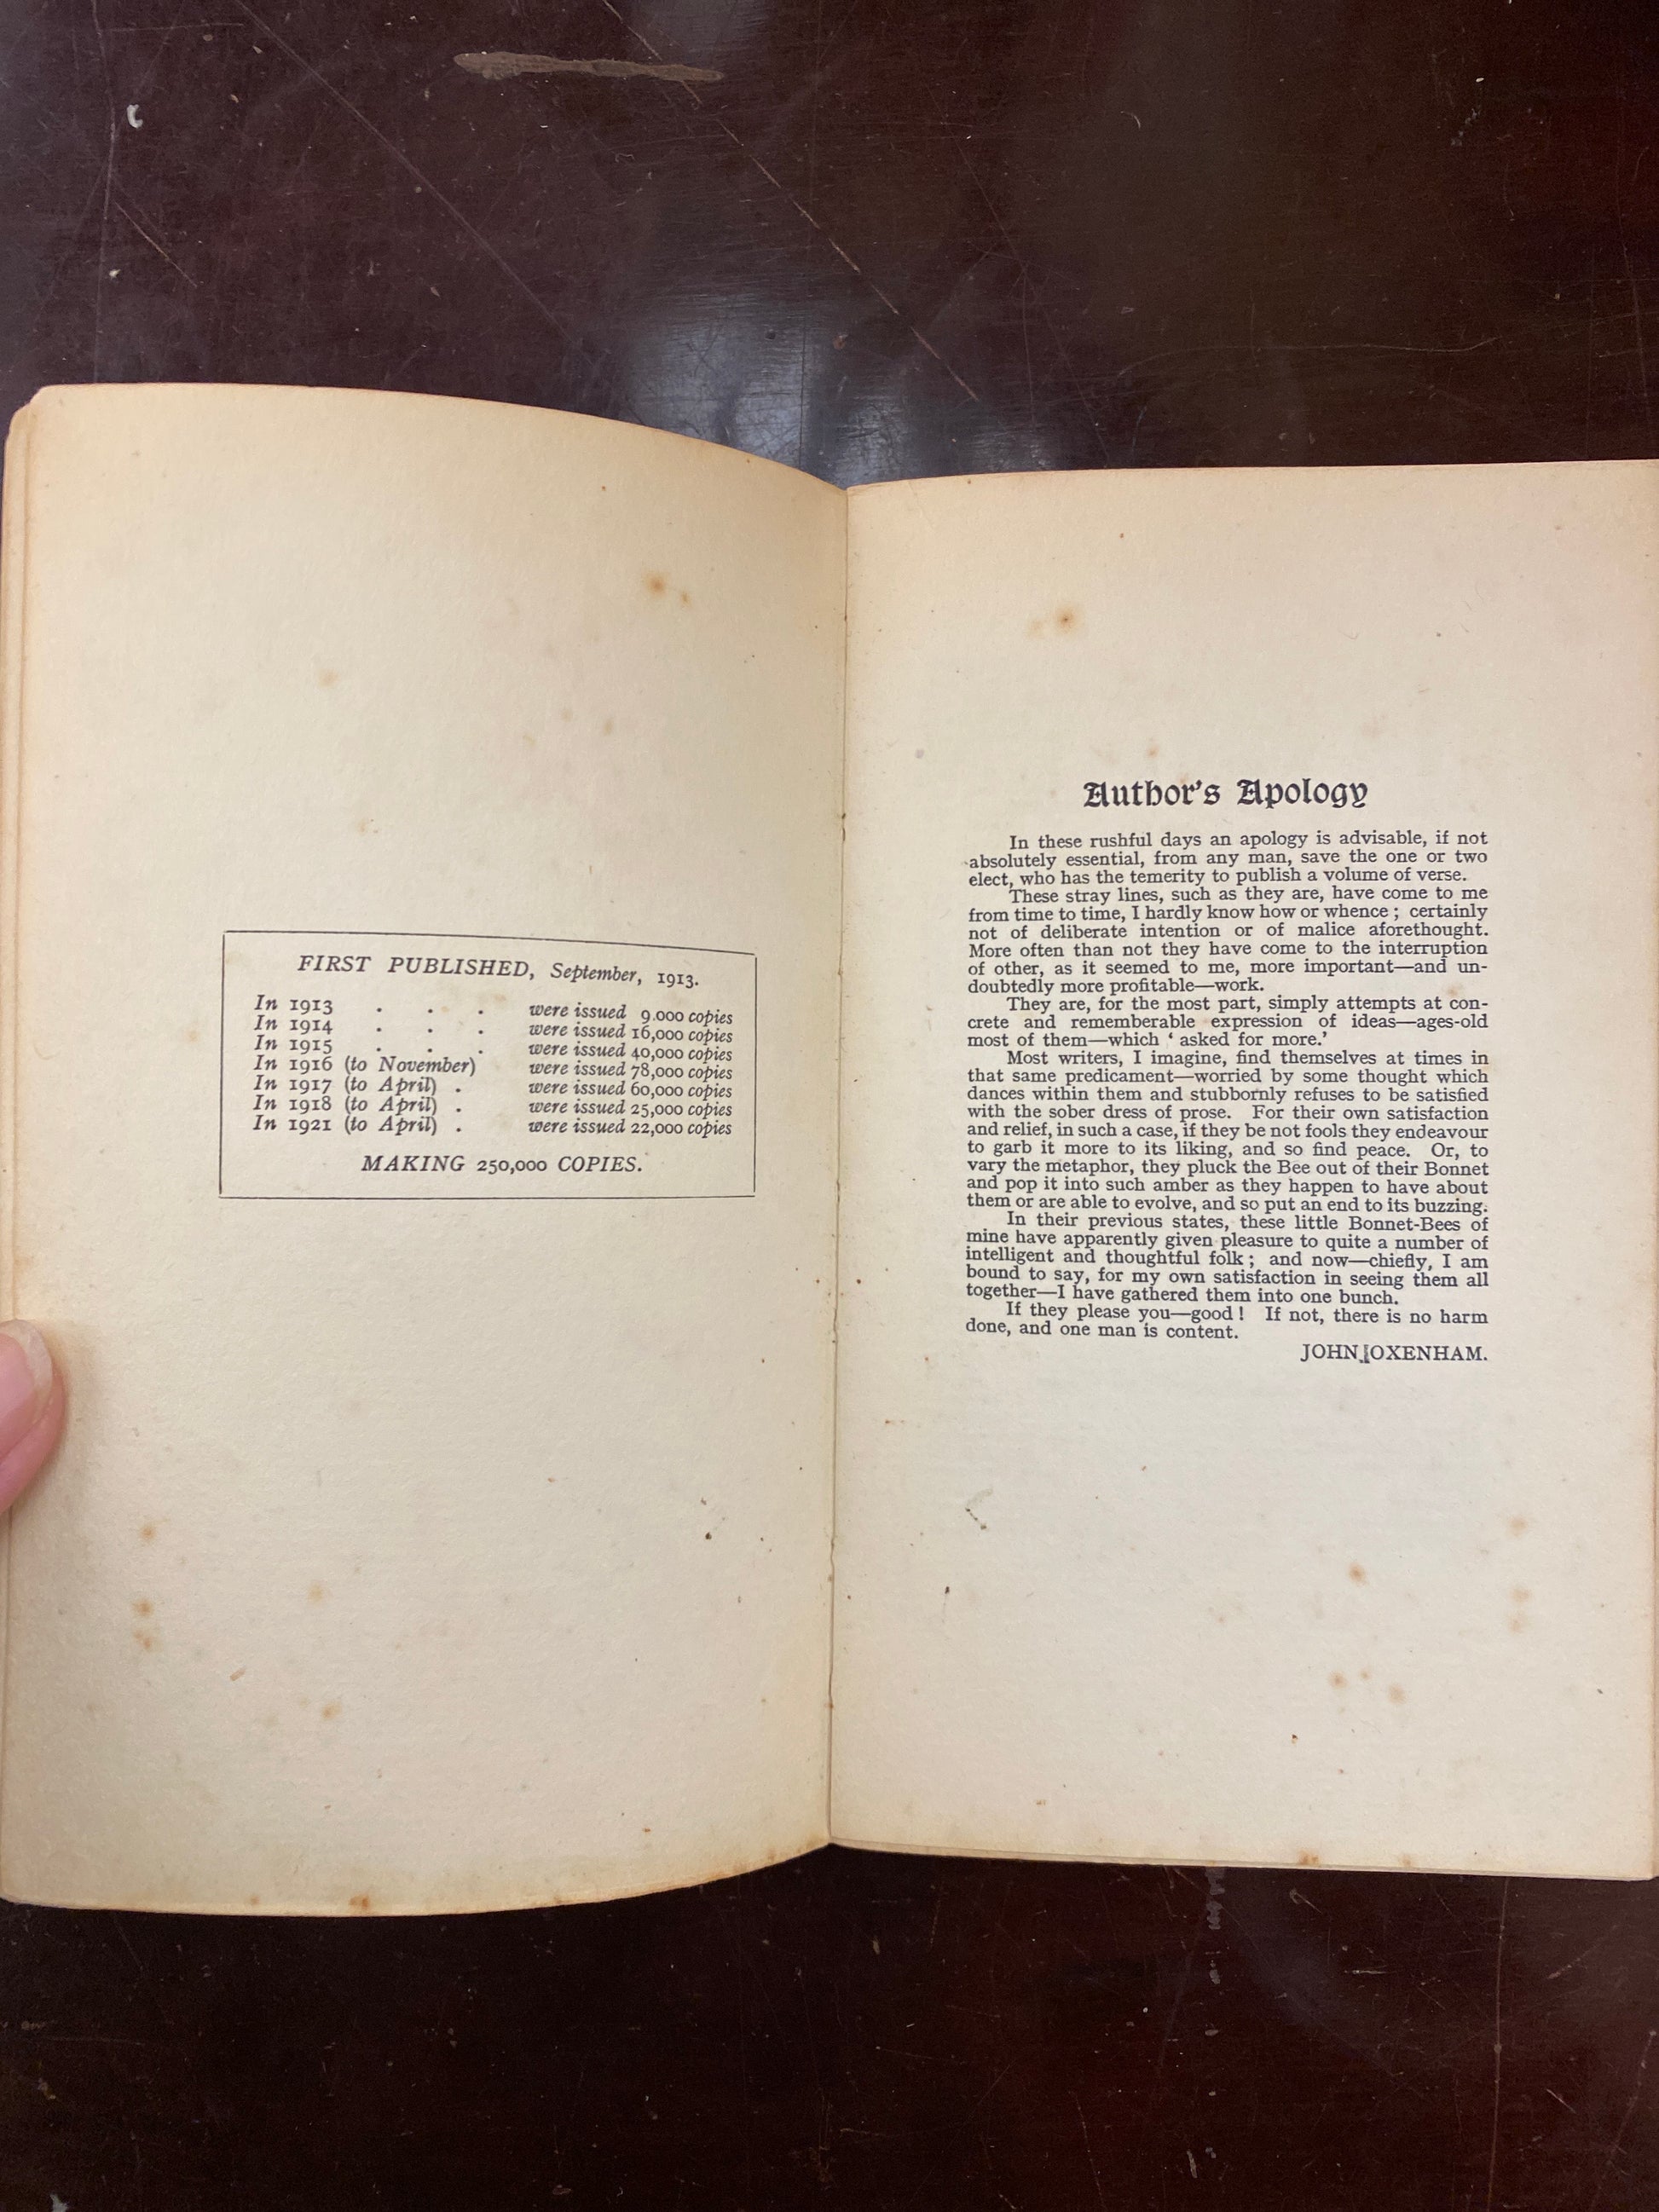 FIRST PUBLISHED, September, 1913.
In 1913 . . . were issued 9.000 copies
In 1914 . . . were issued 16,000 copies
In 1915 . . . were issued 40,000 copies
In 1916 (to November) were issued 78,000 copies
In 1917 (to April) . were issued 60,000 copies
In 1918 (to April) . were issued 25,000 copies
In 1921 (to April) . were issued 22,000 copies
MAKING 250,000 COPIES.
Author's Apology
In these rushful days an apology is advisable, if not
absolutely essential, from any man, save the one or two
elect, who has the temerity to publish a volume of verse.
These stray lines, such as they are, have come to me
from time to time, I hardly know how or whence ; certainly
not of deliberate intention or of malice aforethought.
More often than not they have come to the interruption
of other, as it seemed to me, more important—and un-
doubtedly more profitable—work.
They are, for the most part, simply attempts at con-
crete and rememberable expression of ideas—ages-old
most of them—which ‘ asked for more.’
Most writers, I imagine, find themselves at times in
that same predicament—worried by some thought which
dances within them and stubbornly refuses to be satisfied
with the sober dress of prose. For their own satisfaction
and relief, in such a case, if they be not fools they endeavour
to garb it more to its liking, and so find peace. Or, to
vary the metaphor, they pluck the Bee out of their Bonnet
and pop it into such amber as they happen to have about
them or are able to evolve, and so put an end to its buzzing.
In their previous states, these little Bonnet-Bees of
mine have apparently given pleasure to quite a number of
intelligent and thoughtful folk ; and now—chiefly, I am
bound to say, for my own satisfaction in seeing them all
together—I have gathered them into one bunch.
If they please you—good ! If not, there is no harm
done, and one man is content.
JOHN OXENHAM.